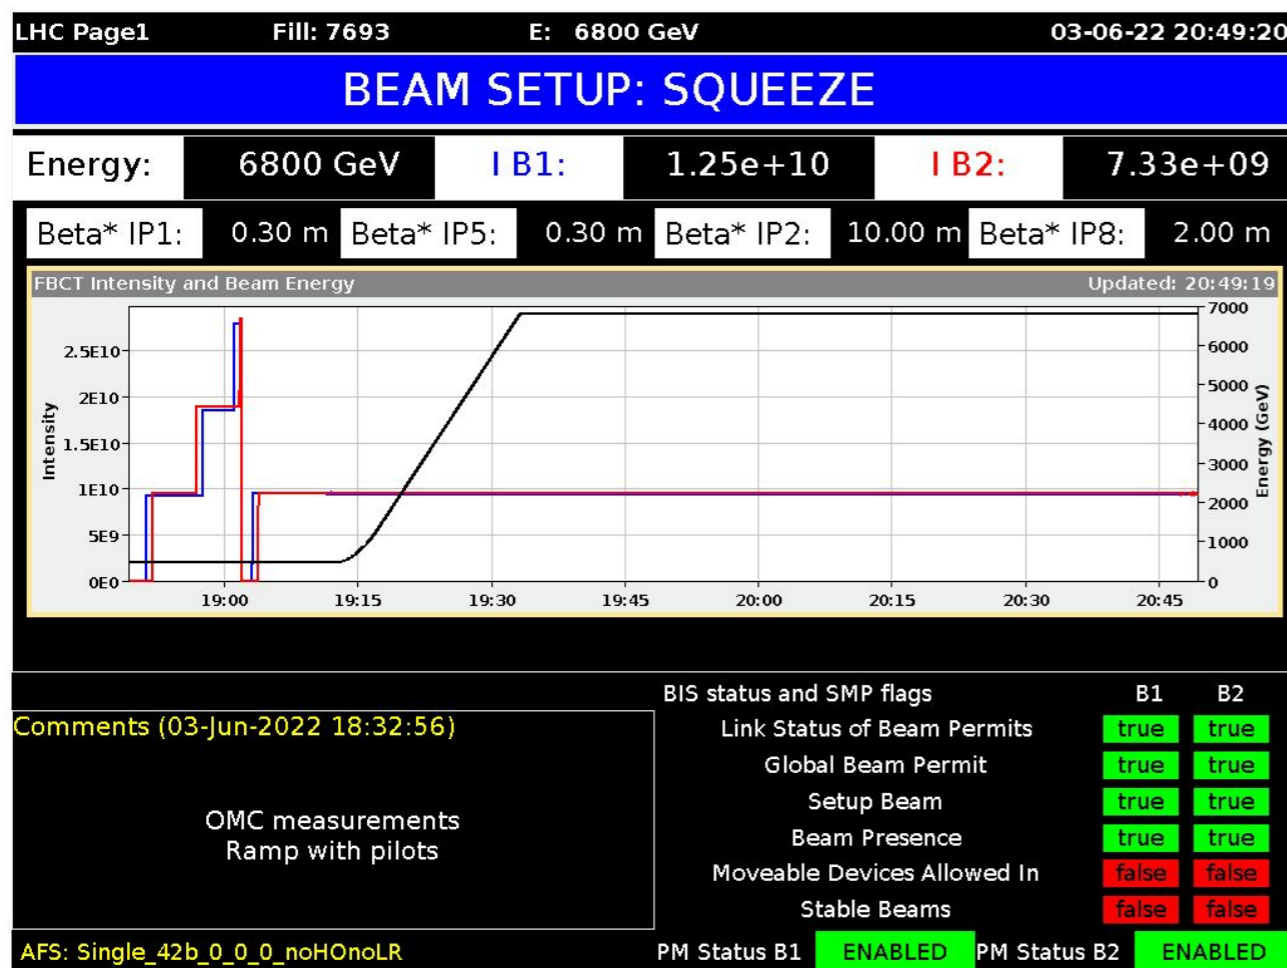 LHC Page1 Fill: 7693 E: 6800 GeV 03-06-22 20:49:20
BEAM SETUP: SQUEEZE
Energy: 6800 GeV I B1: 1.25e+10 I B2: 7.33e+09
Beta* IP1: 0.30 m Beta* IP5: 0.30 m Beta* IP2: 10.00 m Beta* IP8: 2.00 m
FBCT Intensity and Beam Energy Updated: 20:49:19
Intensity
2.5E10
2E10
1.5E10
1E10
5E9
0E0
7000
6000
5000
4000
3000
2000
1000
0
Energy (GeV)
19:00 19:15 19:30 19:45 20:00 20:15 20:30 20:45
Comments (03-Jun-2022 18:32:56)
OMC measurements
Ramp with pilots
BIS status and SMP flags B1 B2
Link Status of Beam Permits true true
Global Beam Permit true true
Setup Beam true true
Beam Presence true true
Moveable Devices Allowed In false false
Stable Beams false false
AFS: Single_42b_0_0_0_noHOnoLR PM Status B1 ENABLED PM Status B2 ENABLED